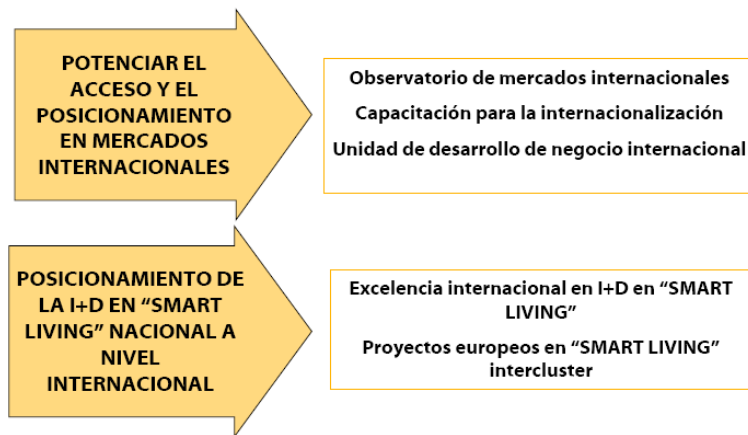 POTENCIAR EL
ACCESO Y EL
POSICIONAMIENTO
EN MERCADOS
INTERNACIONALES
Observatorio de mercados internacionales
Capacitación para la internacionalización
Unidad de desarrollo de negocio internacional
POSICIONAMIENTO DE
LA I+D EN “SMART
LIVING” NACIONAL A
NIVEL
INTERNACIONAL
Excelencia internacional en I+D en “SMART
LIVING”
Proyectos europeos en “SMART LIVING”
intercluster